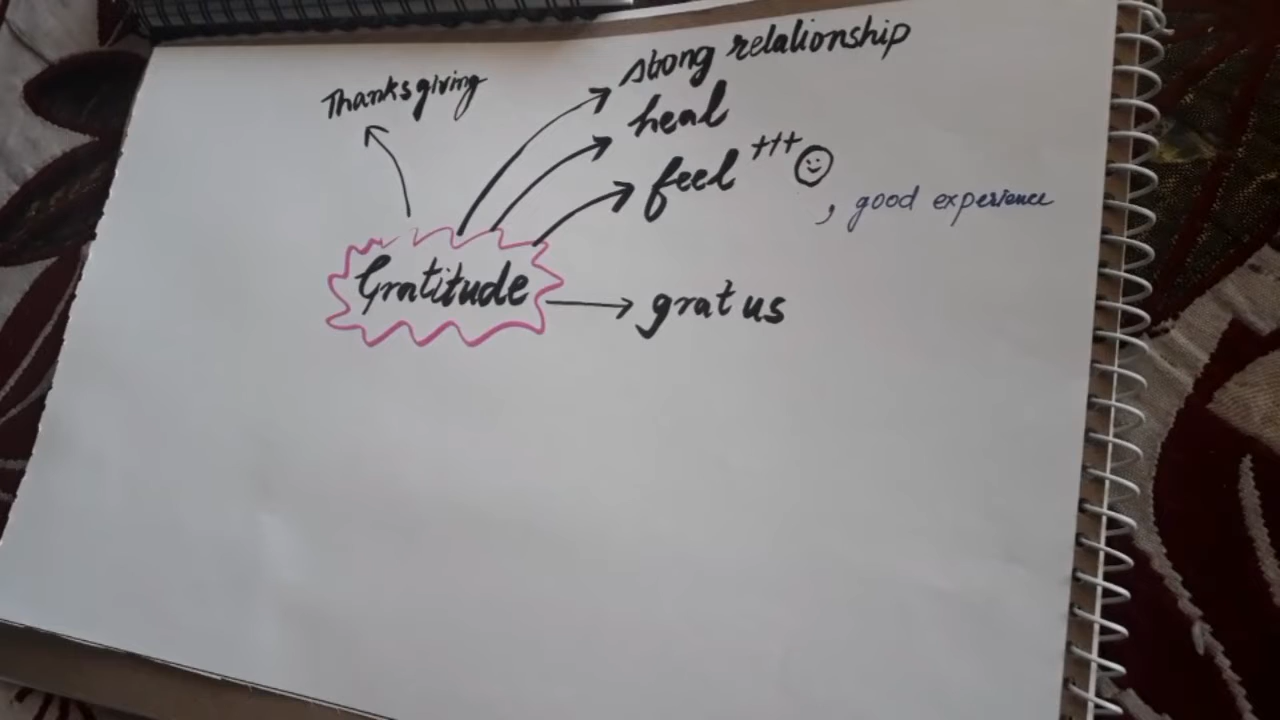 strong relationship
Thanksgiving
heal
feel +++
, good experience
Gratitude
gratus